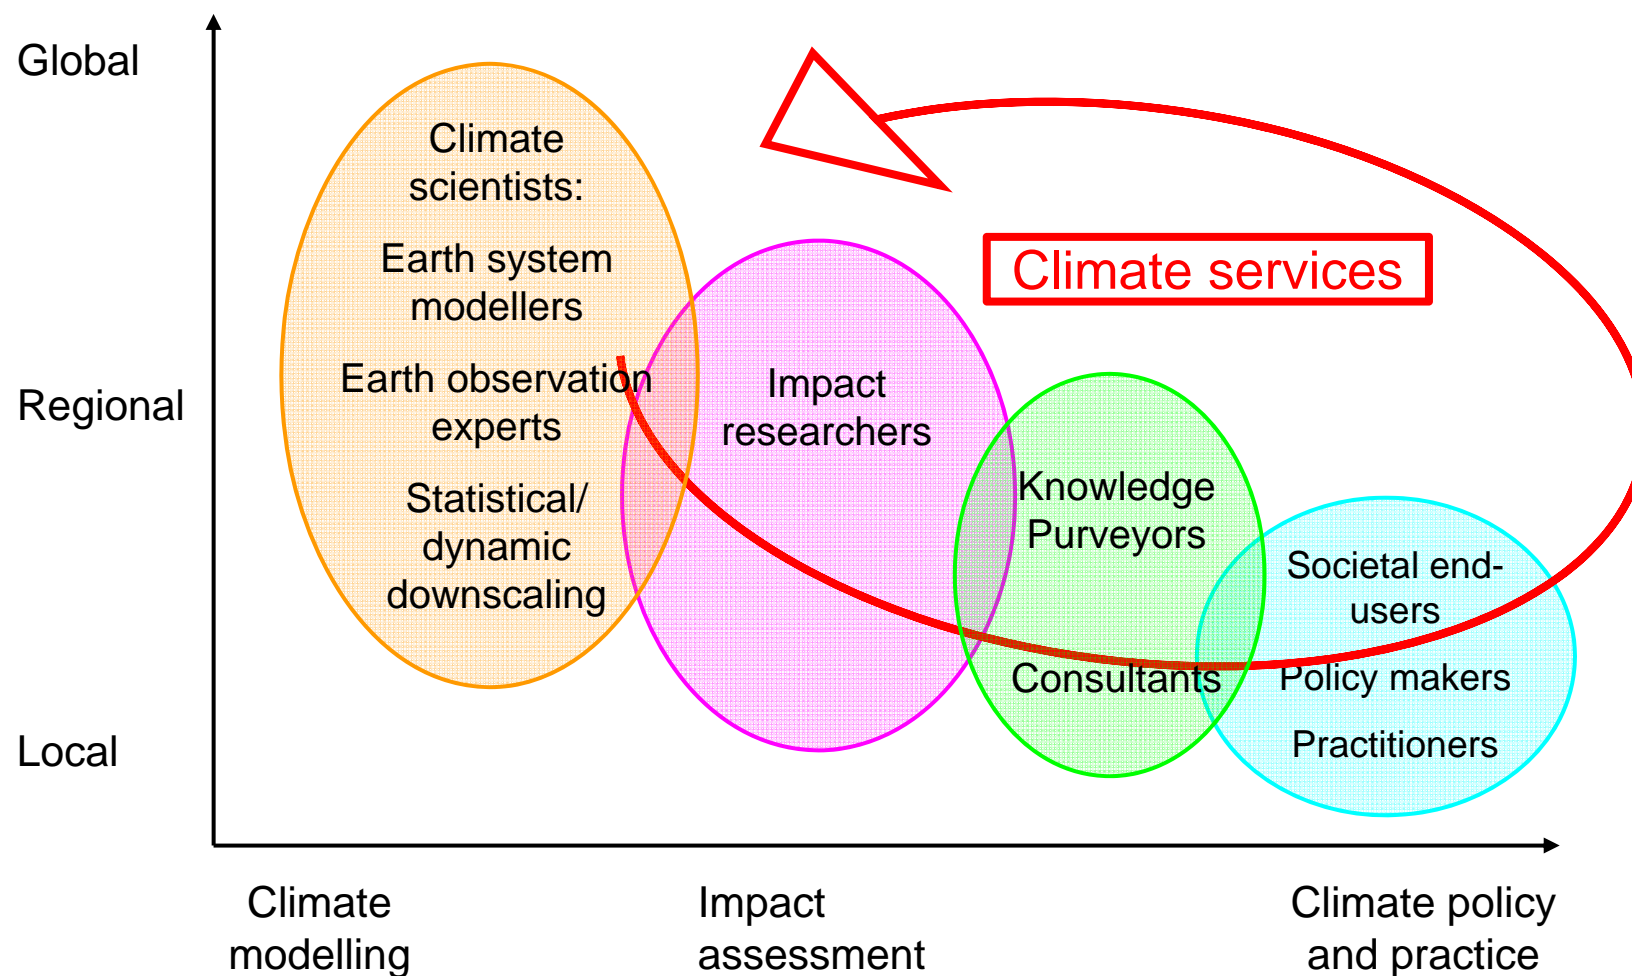 Global
Regional
Local
Climate
scientists:
Earth system
modellers
Earth observation
experts
Statistical/
dynamic
downscaling
Impact
researchers
Climate services
Knowledge
Purveyors
Consultants
Societal end-
users
Policy makers
Practitioners
Climate
modelling
Impact
assessment
Climate policy
and practice